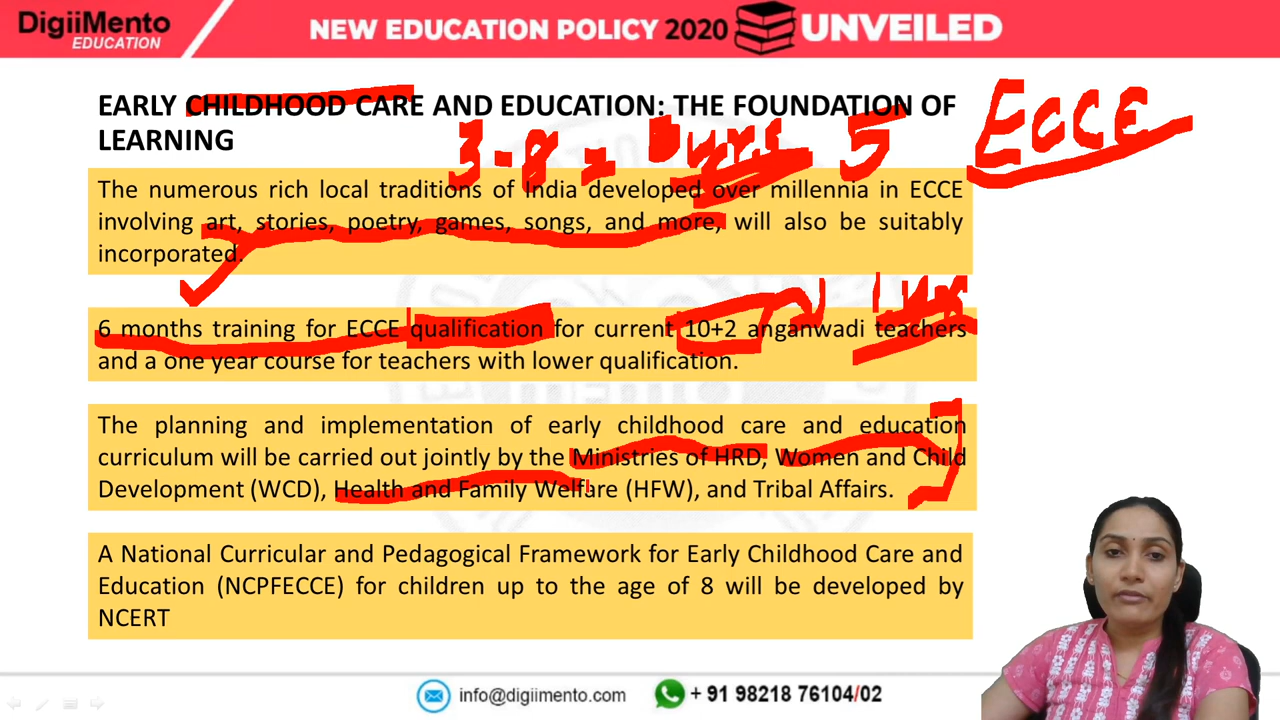 DigiiMento
EDUCATION
NEW EDUCATION POLICY 2020 UNVEILED
EARLY CHILDHOOD CARE AND EDUCATION: THE FOUNDATION OF
LEARNING
ECCE
3-8 = yrs 5
The numerous rich local traditions of India developed over millennia in ECCE
involving art, stories, poetry, games, songs, and more, will also be suitably
incorporated.
1 yr
6 months training for ECCE qualification for current 10+2 anganwadi teachers
and a one year course for teachers with lower qualification.
The planning and implementation of early childhood care and education
curriculum will be carried out jointly by the Ministries of HRD, Women and Child
Development (WCD), Health and Family Welfare (HFW), and Tribal Affairs.
A National Curricular and Pedagogical Framework for Early Childhood Care and
Education (NCPFECCE) for children up to the age of 8 will be developed by
NCERT
info@digiimento.com + 91 98218 76104/02